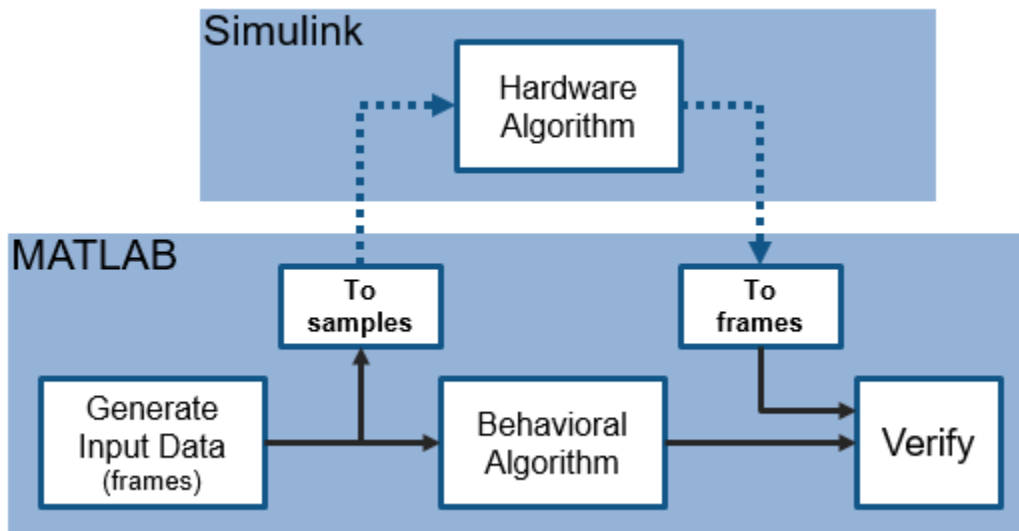 Simulink
Hardware
Algorithm
MATLAB
To
samples
To
frames
Generate
Input Data
(frames)
Behavioral
Algorithm
Verify